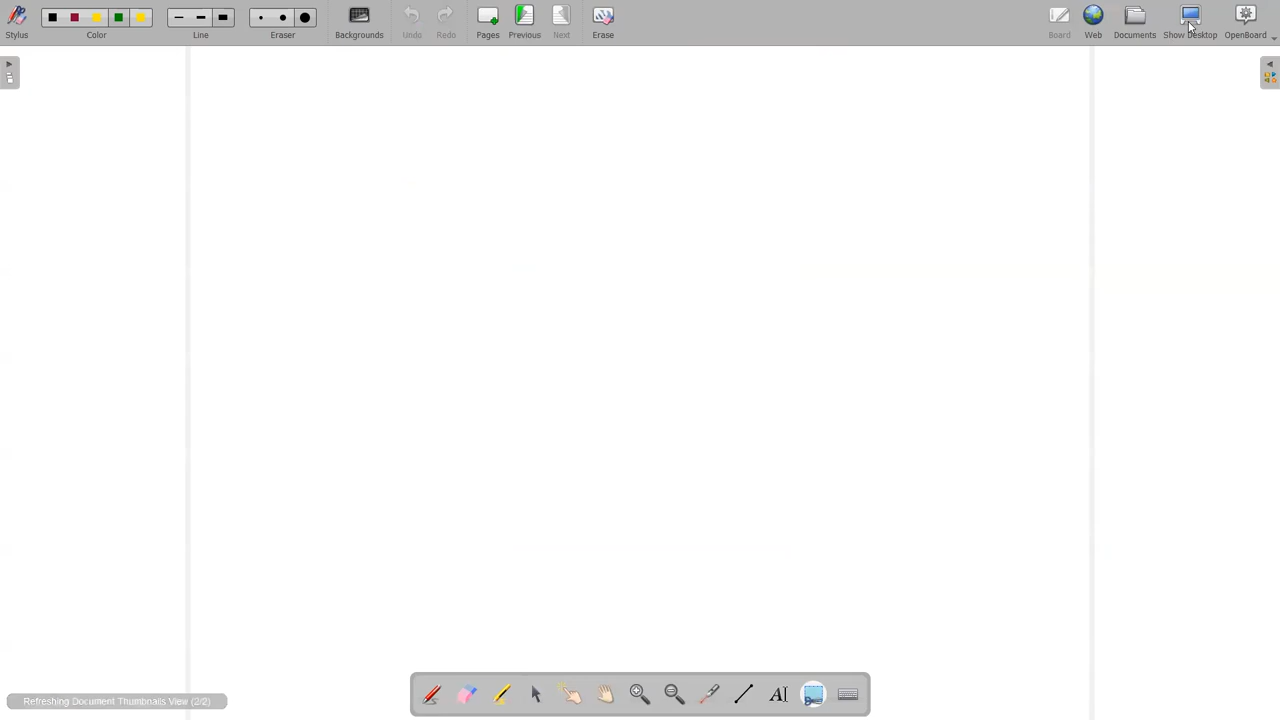 Stylus
Color
Line
Eraser
Backgrounds
Undo
Redo
Pages
Previous
Next
Erase
Board
Web
Documents
Show Desktop
OpenBoard
AI
Refreshing Document Thumbnails View (2/2)